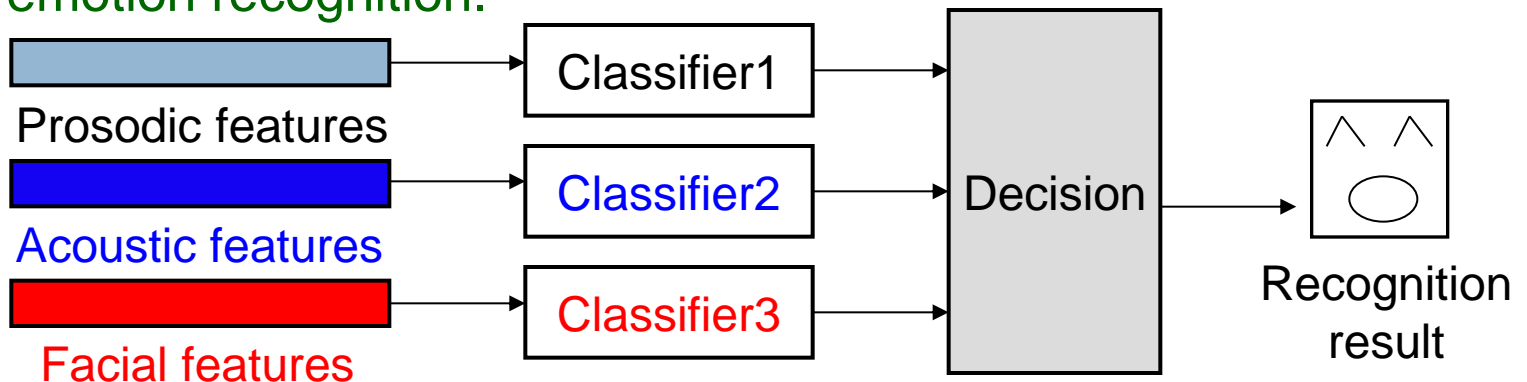 emotion recognition:
Prosodic features
Classifier1
Acoustic features
Classifier2
Facial features
Classifier3
Decision
Recognition
result